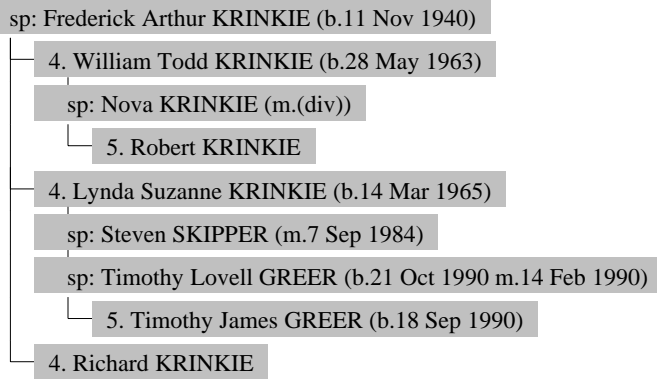 sp: Frederick Arthur KRINKIE (b.11 Nov 1940)
4. William Todd KRINKIE (b.28 May 1963)
sp: Nova KRINKIE (m.(div))
5. Robert KRINKIE
4. Lynda Suzanne KRINKIE (b.14 Mar 1965)
sp: Steven SKIPPER (m.7 Sep 1984)
sp: Timothy Lovell GREER (b.21 Oct 1990 m.14 Feb 1990)
5. Timothy James GREER (b.18 Sep 1990)
4. Richard KRINKIE